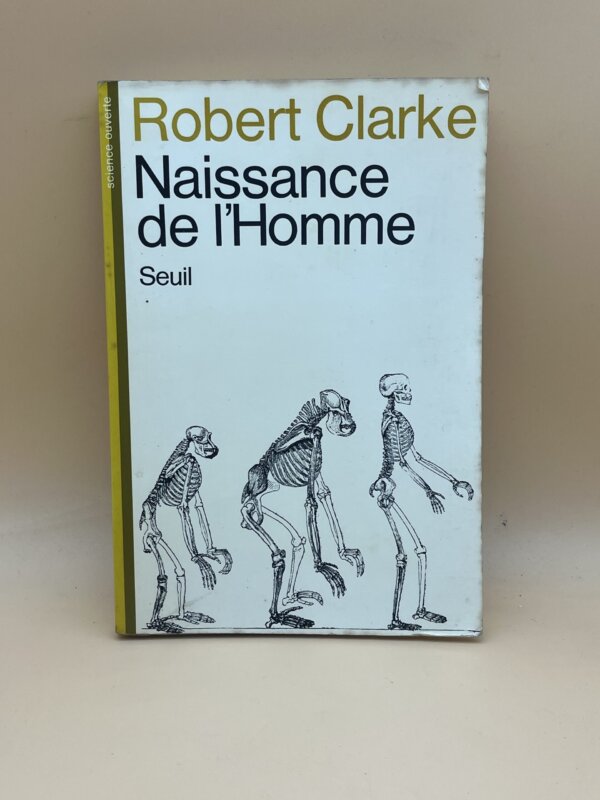 science ouverte
Robert Clarke
Naissance
de l'Homme
Seuil